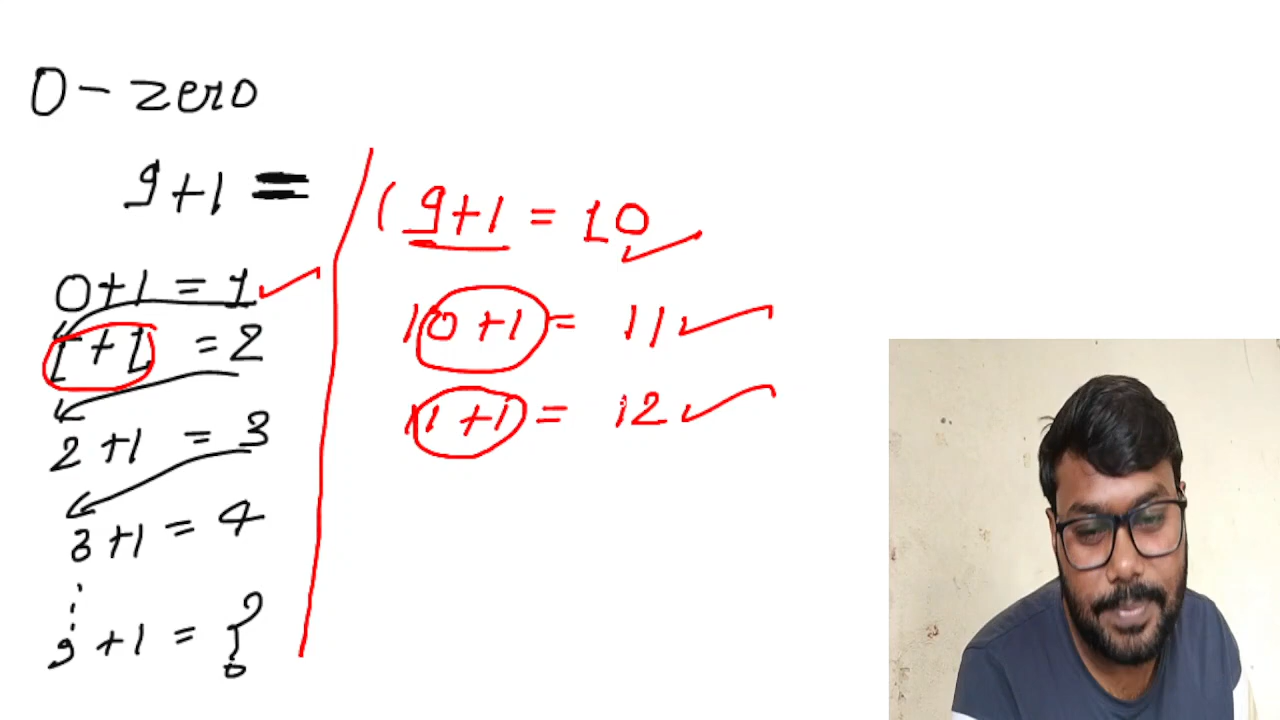 0 - zero
9+1 =
0+1 = 1
1+1 = 2
2+1 = 3
3+1 = 4
9+1 = ?
( 9+1 = 10
10+1 = 11
11+1 = 12